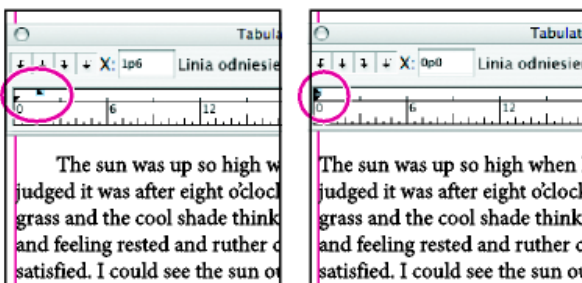 Tabula
X: 1p6 Linia odniesie
0 6 12
The sun was up so high w
judged it was after eight o'cloc
grass and the cool shade think
and feeling rested and ruther c
satisfied. I could see the sun ou
Tabulat
X: 0p0 Linia odniesie
0 6 12
The sun was up so high when
judged it was after eight o'clock
grass and the cool shade think
and feeling rested and ruther c
satisfied. I could see the sun ou